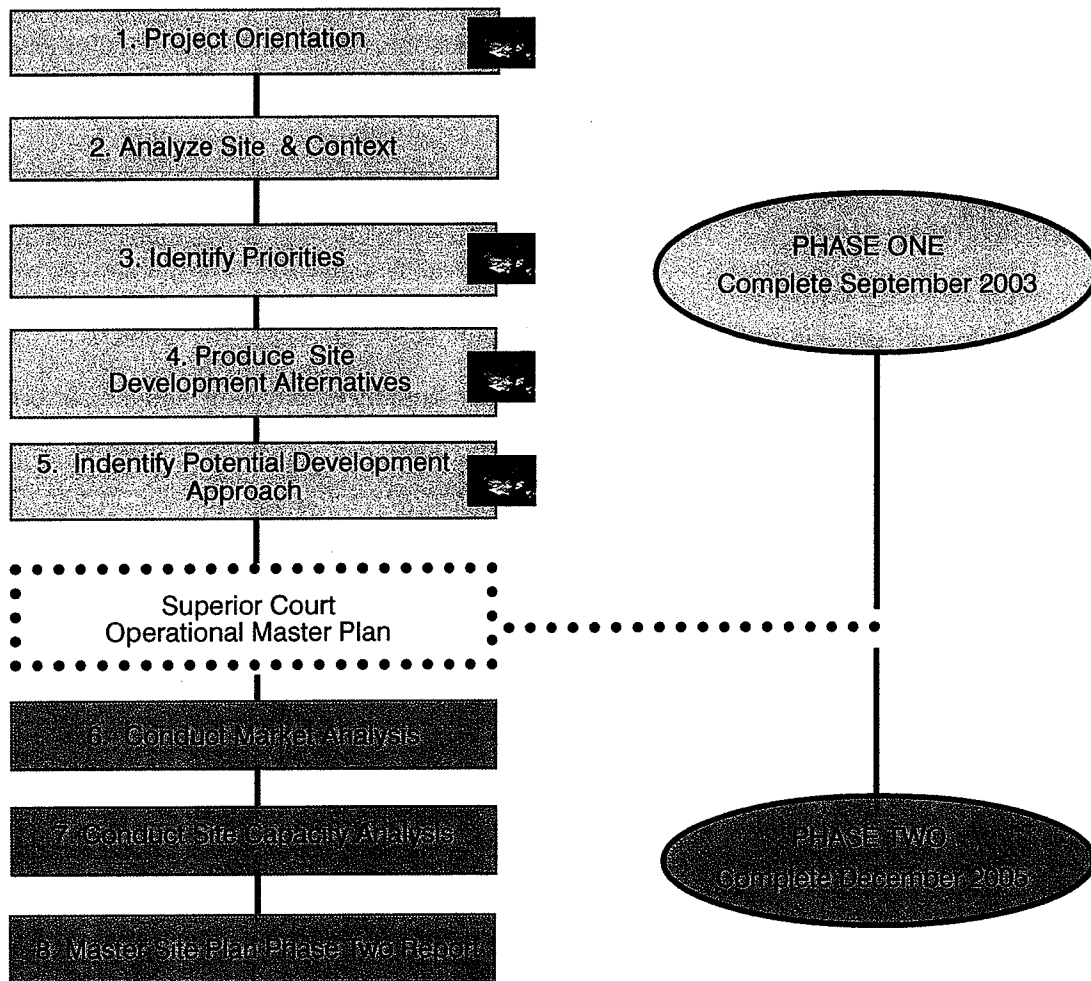 1. Project Orientation
2. Analyze Site & Context
3. Identify Priorities
4. Produce Site
Development Alternatives
5. Indentify Potential Development
Approach
Superior Court
Operational Master Plan
6. Conduct Market Analysis
7. Conduct Site Capacity Analysis
8. Master Site Plan Phase Two Report
PHASE ONE
Complete September 2003
PHASE TWO
Complete December